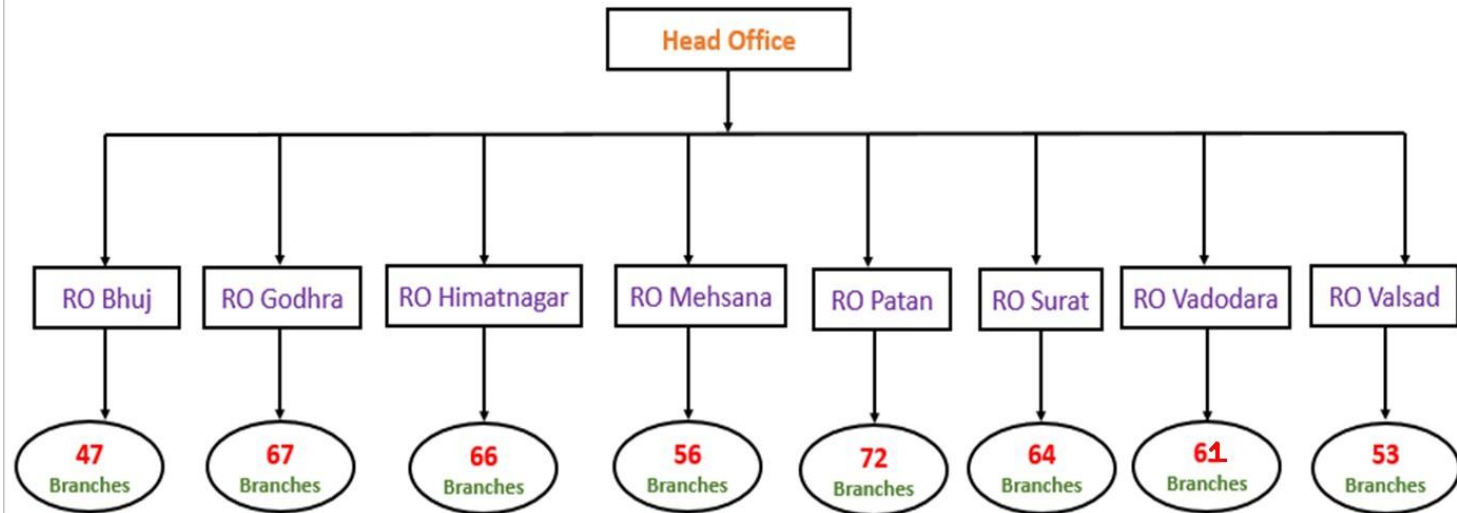 Head Office
RO Bhuj
RO Godhra
RO Himatnagar
RO Mehsana
RO Patan
RO Surat
RO Vadodara
RO Valsad
47
Branches
67
Branches
66
Branches
56
Branches
72
Branches
64
Branches
61
Branches
53
Branches